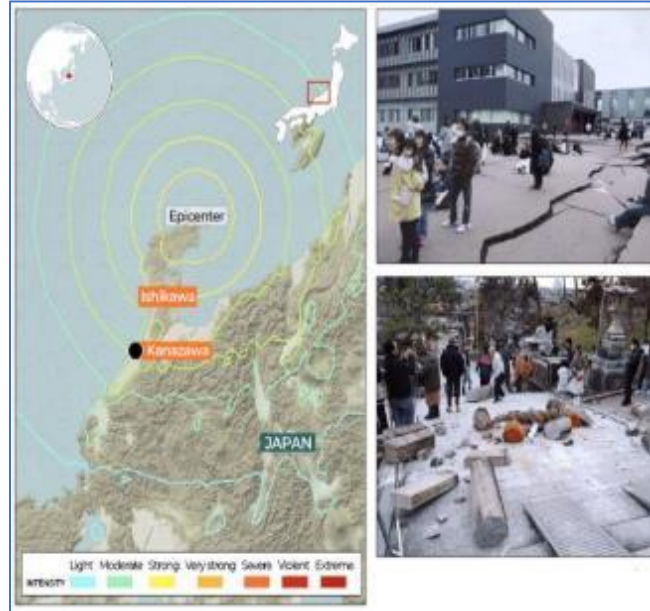 Epicenter
Ishikawa
Kanazawa
JAPAN
Light Moderate Strong Very strong Severe Violent Extreme
INTENSITY